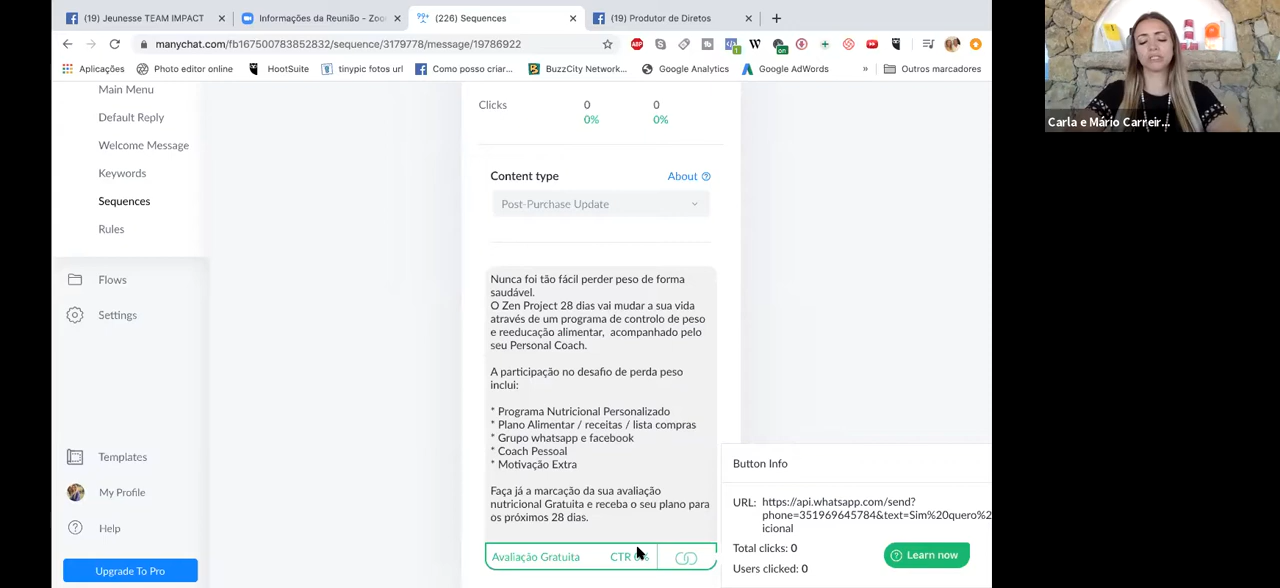 (19) Jeunesse TEAM IMPACT
Informações da Reunião - Zoo
(226) Sequences
(19) Produtor de Diretos
manychat.com/fb167500783852832/sequence/3179778/message/19786922
Aplicações
Photo editor online
HootSuite
tinypic fotos url
Como posso criar...
BuzzCity Network...
Google Analytics
Google AdWords
»
Outros marcadores
Carla e Mário Carreir...
Main Menu
Default Reply
Welcome Message
Keywords
Sequences
Rules
Flows
Settings
Templates
My Profile
Help
Upgrade To Pro
Clicks 0 0
0% 0%
Content type About
Post-Purchase Update
Nunca foi tão fácil perder peso de forma
saudável.
O Zen Project 28 dias vai mudar a sua vida
através de um programa de controlo de peso
e reeducação alimentar, acompanhado pelo
seu Personal Coach.
A participação no desafio de perda peso
inclui:
* Programa Nutricional Personalizado
* Plano Alimentar / receitas / lista compras
* Grupo whatsapp e facebook
* Coach Pessoal
* Motivação Extra
Faça já a marcação da sua avaliação
nutricional Gratuita e receba o seu plano para
os próximos 28 dias.
Avaliação Gratuita CTR
Button Info
URL: https://api.whatsapp.com/send?
phone=351969645784&text=Sim%20quero%2
icional
Total clicks: 0
Users clicked: 0
Learn now